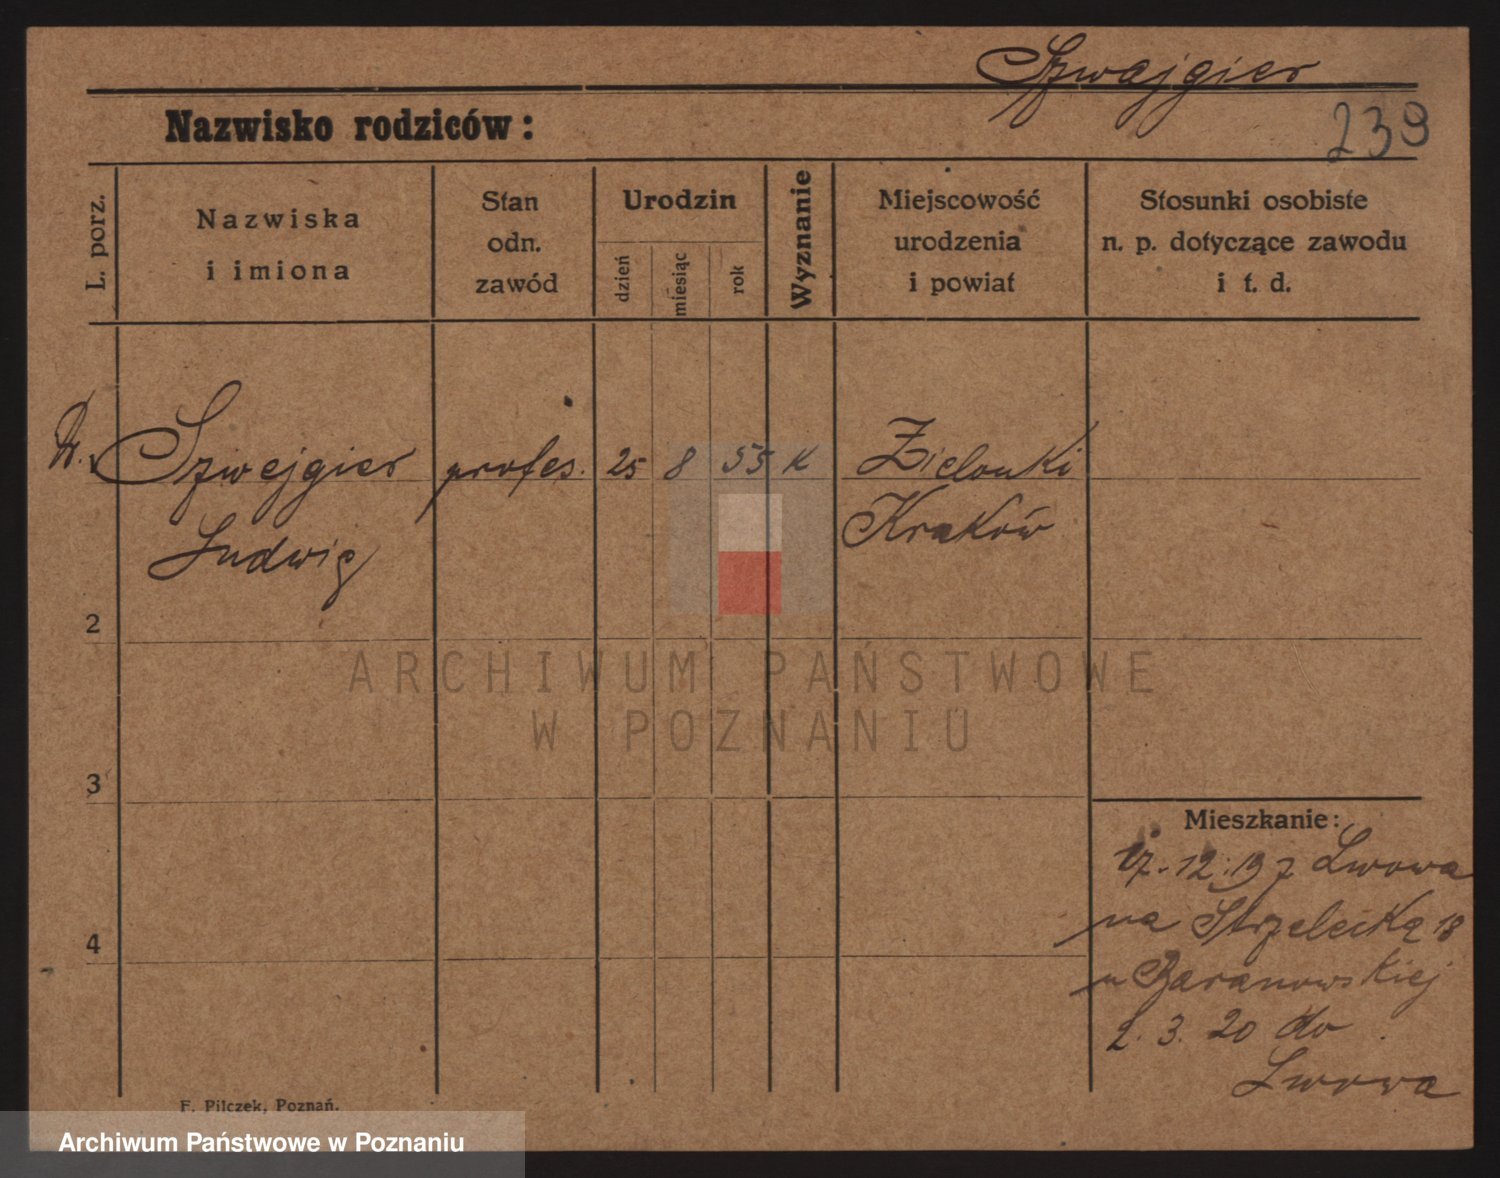 Szwajgier
239
Nazwisko rodziców:
L. porz.
Nazwiska
i imiona
Stan
odn.
zawód
Urodzin
dzień
miesiąc
rok
Wyznanie
Miejscowość
urodzenia
i powiat
Stosunki osobiste
n. p. dotyczące zawodu
i t. d.
Szwejgier profes. 25 8 55 K Zielonki
Ludwig Kraków
2
3
4
Mieszkanie:
17.12.19 z Lwowa
na Strzelecką 18
u Baranowskiej
2. 3. 20 do
Lwowa
F. Pilczek, Poznań.
ARCHIWUM PAŃSTWOWE
W POZNANIU
Archiwum Państwowe w Poznaniu